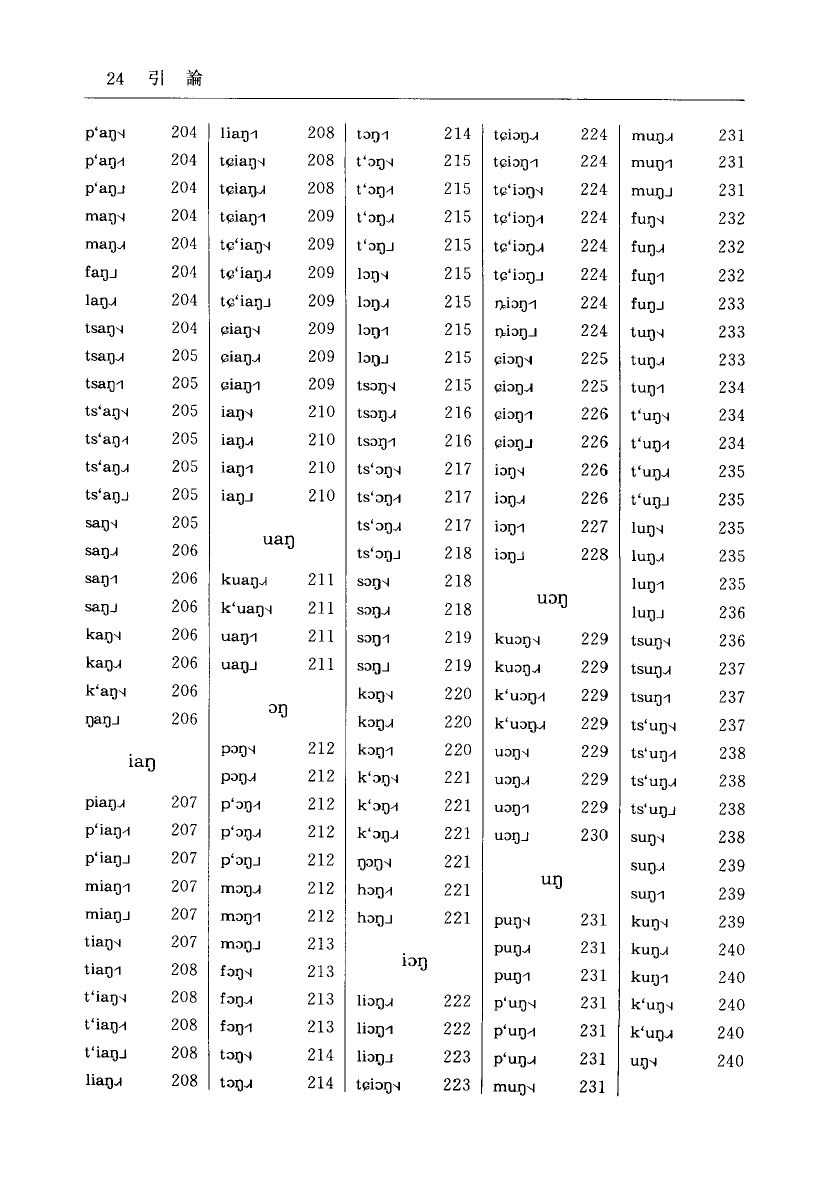 24 引 論
pʻaŋ˥˧ 204
pʻaŋ˧˥ 204
pʻaŋ˩ 204
maŋ˥˧ 204
maŋ˩˧ 204
faŋ˩ 204
laŋ˩˧ 204
tsaŋ˥˧ 204
tsaŋ˩˧ 205
tsaŋ˥ 205
tsʻaŋ˥˧ 205
tsʻaŋ˧˥ 205
tsʻaŋ˩˧ 205
tsʻaŋ˩ 205
saŋ˥˧ 205
saŋ˩˧ 206
saŋ˥ 206
saŋ˩ 206
kaŋ˥˧ 206
kaŋ˩˧ 206
kʻaŋ˥˧ 206
ŋaŋ˩ 206
iaŋ
piaŋ˩˧ 207
pʻiaŋ˧˥ 207
pʻiaŋ˩ 207
miaŋ˥ 207
miaŋ˩ 207
tiaŋ˥˧ 207
tiaŋ˥ 208
tʻiaŋ˥˧ 208
tʻiaŋ˧˥ 208
tʻiaŋ˩ 208
liaŋ˩˧ 208
liaŋ˥ 208
tɕiaŋ˥˧ 208
tɕiaŋ˩˧ 208
tɕiaŋ˥ 209
tɕʻiaŋ˥˧ 209
tɕʻiaŋ˩˧ 209
tɕʻiaŋ˩ 209
ɕiaŋ˥˧ 209
ɕiaŋ˩˧ 209
ɕiaŋ˥ 209
iaŋ˥˧ 210
iaŋ˩˧ 210
iaŋ˥ 210
iaŋ˩ 210
uaŋ
kuaŋ˩˧ 211
kʻuaŋ˥˧ 211
uaŋ˥ 211
uaŋ˩ 211
ɔŋ
pɔŋ˥˧ 212
pɔŋ˩˧ 212
pʻɔŋ˧˥ 212
pʻɔŋ˩˧ 212
pʻɔŋ˩ 212
mɔŋ˩˧ 212
mɔŋ˥ 212
mɔŋ˩ 213
fɔŋ˥˧ 213
fɔŋ˩˧ 213
fɔŋ˥ 213
tɔŋ˥˧ 214
tɔŋ˩˧ 214
tɔŋ˥ 214
tʻɔŋ˥˧ 215
tʻɔŋ˧˥ 215
tʻɔŋ˩˧ 215
tʻɔŋ˩ 215
lɔŋ˥˧ 215
lɔŋ˩˧ 215
lɔŋ˥ 215
lɔŋ˩ 215
tsɔŋ˥˧ 215
tsɔŋ˩˧ 216
tsɔŋ˥ 216
tsʻɔŋ˥˧ 217
tsʻɔŋ˧˥ 217
tsʻɔŋ˩˧ 217
tsʻɔŋ˩ 218
sɔŋ˥˧ 218
sɔŋ˩˧ 218
sɔŋ˥ 219
sɔŋ˩ 219
kɔŋ˥˧ 220
kɔŋ˩˧ 220
kɔŋ˥ 220
kʻɔŋ˥˧ 221
kʻɔŋ˧˥ 221
kʻɔŋ˩˧ 221
ŋɔŋ˥˧ 221
hɔŋ˧˥ 221
hɔŋ˩ 221
iɔŋ
liɔŋ˩˧ 222
liɔŋ˥ 222
liɔŋ˩ 223
tɕiɔŋ˥˧ 223
tɕiɔŋ˩˧ 224
tɕiɔŋ˥ 224
tɕʻiɔŋ˥˧ 224
tɕʻiɔŋ˧˥ 224
tɕʻiɔŋ˩˧ 224
tɕʻiɔŋ˩ 224
ȵiɔŋ˥ 224
ȵiɔŋ˩ 224
ɕiɔŋ˥˧ 225
ɕiɔŋ˩˧ 225
ɕiɔŋ˥ 226
ɕiɔŋ˩ 226
iɔŋ˥˧ 226
iɔŋ˩˧ 226
iɔŋ˥ 227
iɔŋ˩ 228
uɔŋ
kuɔŋ˥˧ 229
kuɔŋ˩˧ 229
kʻuɔŋ˧˥ 229
kʻuɔŋ˩˧ 229
uɔŋ˥˧ 229
uɔŋ˩˧ 229
uɔŋ˥ 229
uɔŋ˩ 230
uŋ
puŋ˥˧ 231
puŋ˩˧ 231
puŋ˥ 231
pʻuŋ˥˧ 231
pʻuŋ˧˥ 231
pʻuŋ˩˧ 231
muŋ˥˧ 231
muŋ˩˧ 231
muŋ˥ 231
muŋ˩ 231
fuŋ˥˧ 232
fuŋ˩˧ 232
fuŋ˥ 232
fuŋ˩ 233
tuŋ˥˧ 233
tuŋ˩˧ 233
tuŋ˥ 234
tʻuŋ˥˧ 234
tʻuŋ˧˥ 234
tʻuŋ˩˧ 235
tʻuŋ˩ 235
luŋ˥˧ 235
luŋ˩˧ 235
luŋ˥ 235
luŋ˩ 236
tsuŋ˥˧ 236
tsuŋ˩˧ 237
tsuŋ˥ 237
tsʻuŋ˥˧ 237
tsʻuŋ˧˥ 238
tsʻuŋ˩˧ 238
tsʻuŋ˩ 238
suŋ˥˧ 238
suŋ˩˧ 239
suŋ˥ 239
kuŋ˥˧ 239
kuŋ˩˧ 240
kuŋ˥ 240
kʻuŋ˥˧ 240
kʻuŋ˩˧ 240
uŋ˥˧ 240